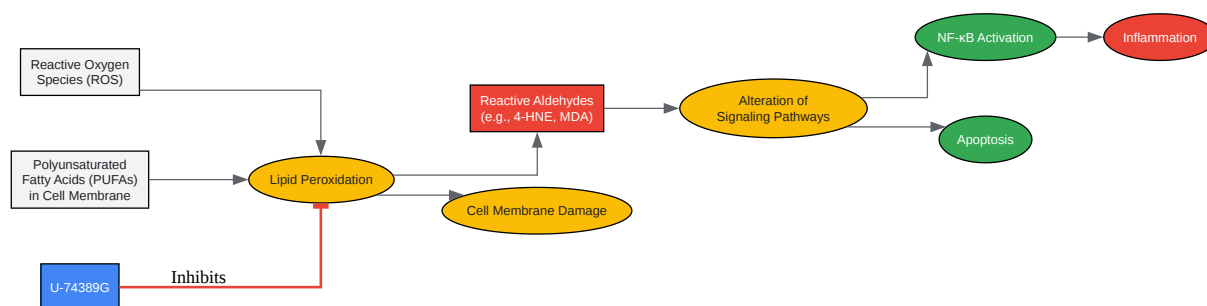 Reactive Oxygen
Species (ROS)
Polyunsaturated
Fatty Acids (PUFAs)
in Cell Membrane
U-74389G
Inhibits
Lipid Peroxidation
Cell Membrane Damage
Reactive Aldehydes
(e.g., 4-HNE, MDA)
Alteration of
Signaling Pathways
NF-κB Activation
Inflammation
Apoptosis